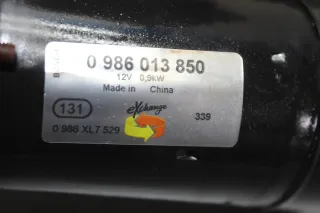 0 986 013 850
12V 0,9kW
Made in China
131
eXchange
339
0 986 XL7 529